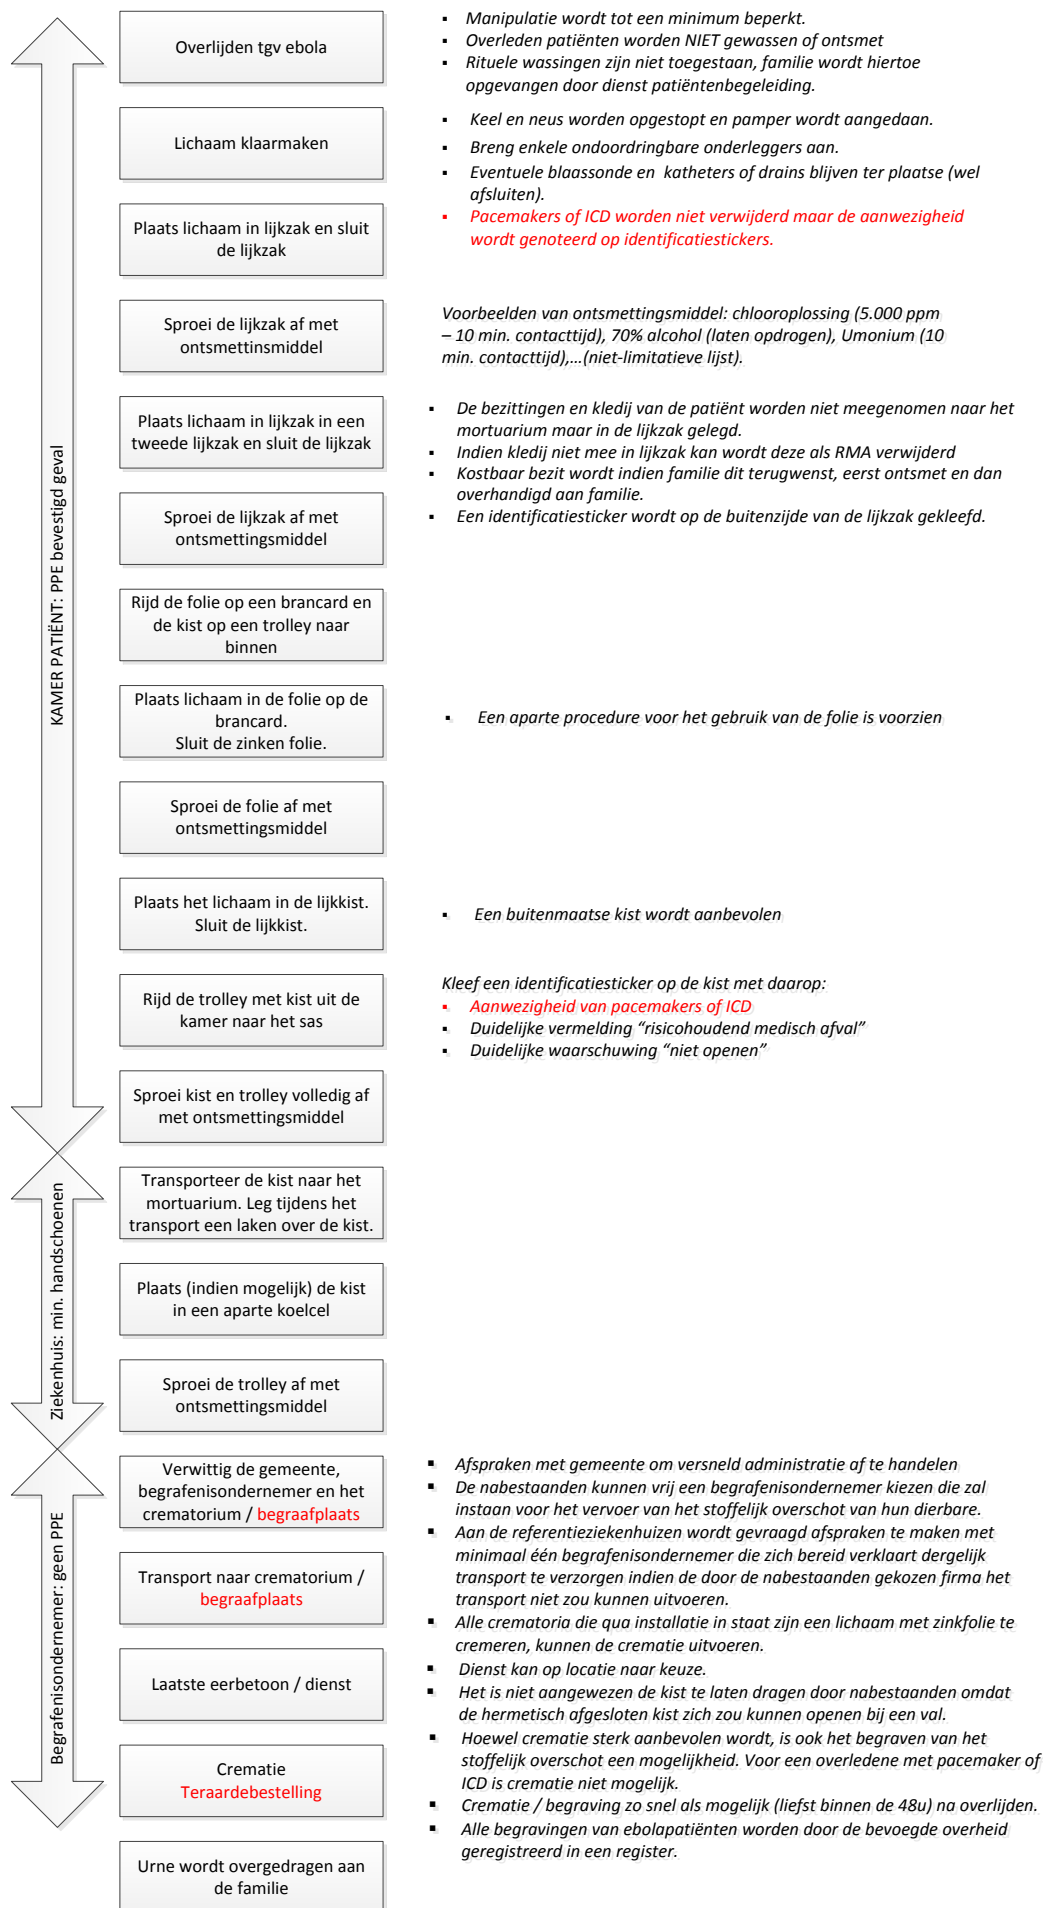 Overlijden tgv ebola
Manipulatie wordt tot een minimum beperkt.
Overleden patiënten worden NIET gewassen of ontsmet
Rituele wassingen zijn niet toegestaan, familie wordt hiertoe
opgevangen door dienst patiëntenbegeleiding.
Lichaam klaarmaken
Keel en neus worden opgestopt en pamper wordt aangedaan.
Breng enkele ondoordringbare onderleggers aan.
Eventuele blaassonde en  katheters of drains blijven ter plaatse (wel
afsluiten).
Plaats lichaam in lijkzak en sluit
de lijkzak
Pacemakers of ICD worden niet verwijderd maar de aanwezigheid
wordt genoteerd op identificatiestickers.
Sproei de lijkzak af met
ontsmettinsmiddel
Voorbeelden van ontsmettingsmiddel: chlooroplossing (5.000 ppm
– 10 min. contacttijd), 70% alcohol (laten opdrogen), Umonium (10
min. contacttijd),…(niet-limitatieve lijst).
Plaats lichaam in lijkzak in een
tweede lijkzak en sluit de lijkzak
De bezittingen en kledij van de patiënt worden niet meegenomen naar het
mortuarium maar in de lijkzak gelegd.
Indien kledij niet mee in lijkzak kan wordt deze als RMA verwijderd
Kostbaar bezit wordt indien familie dit terugwenst, eerst ontsmet en dan
overhandigd aan familie.
Een identificatiesticker wordt op de buitenzijde van de lijkzak gekleefd.
Sproei de lijkzak af met
ontsmettingsmiddel
KAMER PATIËNT: PPE bevestigd geval
Rijd de folie op een brancard en
de kist op een trolley naar
binnen
Plaats lichaam in de folie op de
brancard.
Sluit de zinken folie.
Een aparte procedure voor het gebruik van de folie is voorzien
Sproei de folie af met
ontsmettingsmiddel
Plaats het lichaam in de lijkkist.
Sluit de lijkkist.
Een buitenmaatse kist wordt aanbevolen
Rijd de trolley met kist uit de
kamer naar het sas
Kleef een identificatiesticker op de kist met daarop:
Aanwezigheid van pacemakers of ICD
Duidelijke vermelding “risicohoudend medisch afval”
Duidelijke waarschuwing “niet openen”
Sproei kist en trolley volledig af
met ontsmettingsmiddel
Transporteer de kist naar het
mortuarium. Leg tijdens het
transport een laken over de kist.
Ziekenhuis: min. handschoenen
Plaats (indien mogelijk) de kist
in een aparte koelcel
Sproei de trolley af met
ontsmettingsmiddel
Verwittig de gemeente,
begrafenisondernemer en het
crematorium / begraafplaats
Afspraken met gemeente om versneld administratie af te handelen
De nabestaanden kunnen vrij een begrafenisondernemer kiezen die zal
instaan voor het vervoer van het stoffelijk overschot van hun dierbare.
Aan de referentieziekenhuizen wordt gevraagd afspraken te maken met
minimaal één begrafenisondernemer die zich bereid verklaart dergelijk
transport te verzorgen indien de door de nabestaanden gekozen firma het
transport niet zou kunnen uitvoeren.
Alle crematoria die qua installatie in staat zijn een lichaam met zinkfolie te
cremeren, kunnen de crematie uitvoeren.
Begrafenisondernemer: geen PPE
Transport naar crematorium /
begraafplaats
Laatste eerbetoon / dienst
Dienst kan op locatie naar keuze.
Het is niet aangewezen de kist te laten dragen door nabestaanden omdat
de hermetisch afgesloten kist zich zou kunnen openen bij een val.
Hoewel crematie sterk aanbevolen wordt, is ook het begraven van het
stoffelijk overschot een mogelijkheid. Voor een overledene met pacemaker of
ICD is crematie niet mogelijk.
Crematie / begraving zo snel als mogelijk (liefst binnen de 48u) na overlijden.
Alle begravingen van ebolapatiënten worden door de bevoegde overheid
geregistreerd in een register.
Crematie
Teraardebestelling
Urne wordt overgedragen aan
de familie